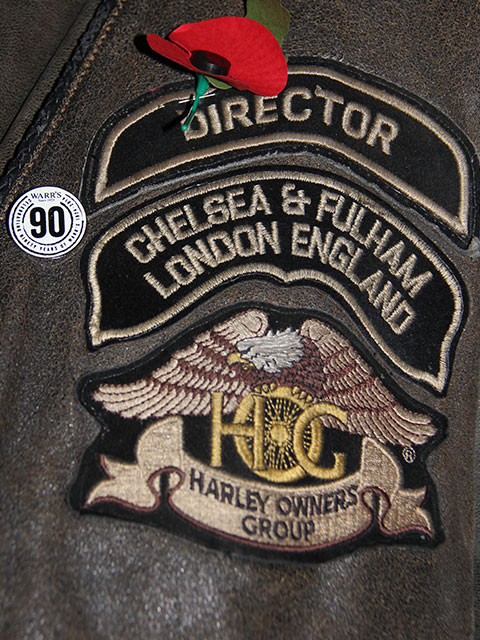 DIRECTOR
CHELSEA & FULHAM
LONDON ENGLAND
WARR'S
90
HOG
®
HARLEY OWNERS
GROUP